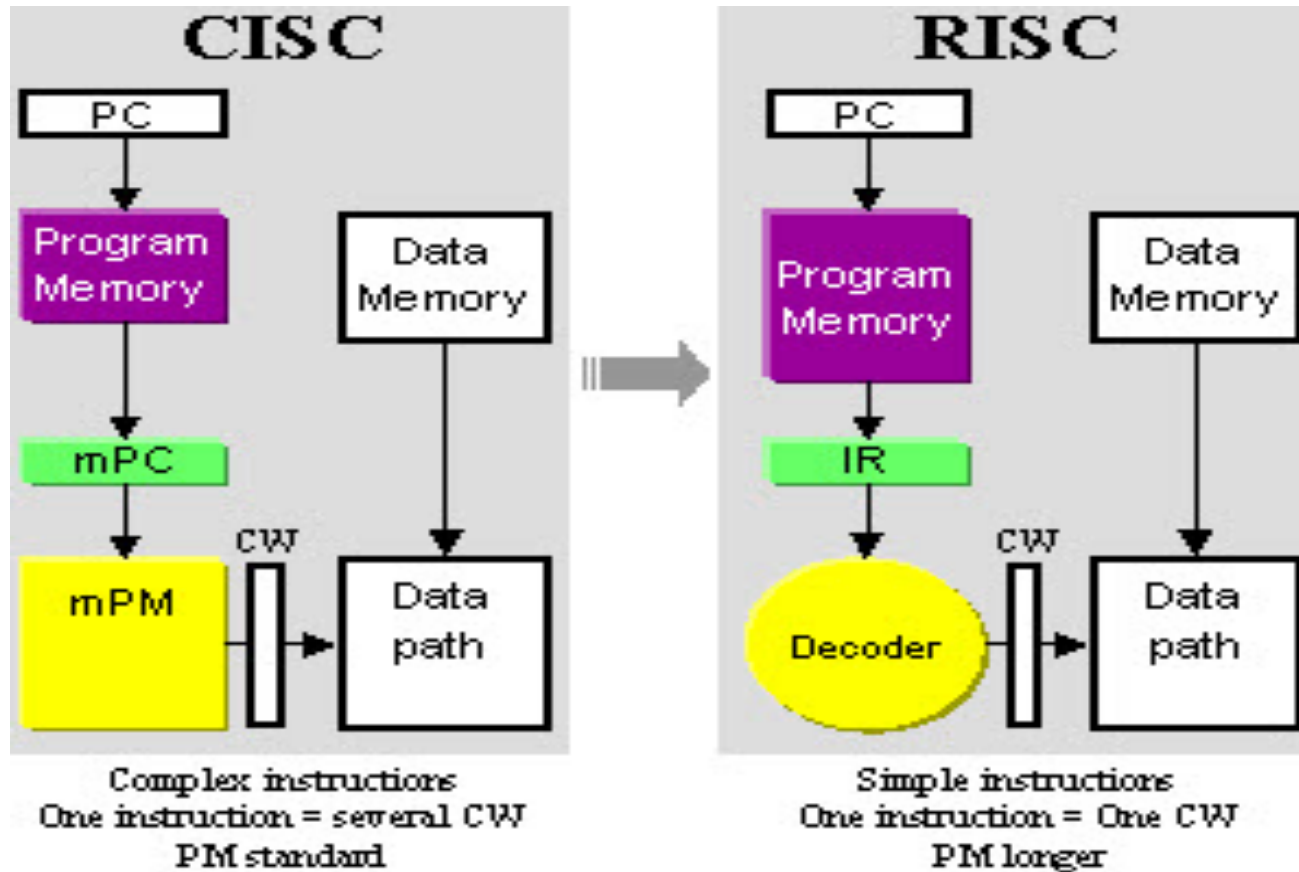 CISC
PC
Program
Memory
Data
Memory
mPC
mPM
CW
Data
path
Complex instructions
One instruction = several CW
PM standard
RISC
PC
Program
Memory
Data
Memory
IR
Decoder
CW
Data
path
Simple instructions
One instruction = One CW
PM longer